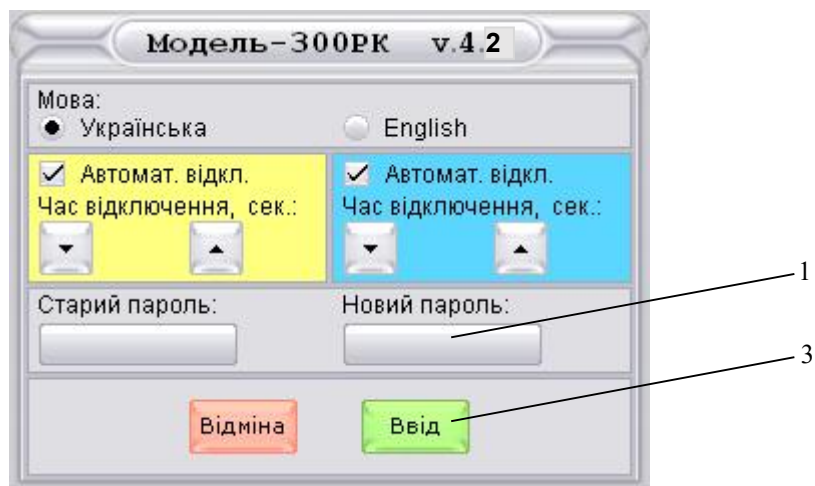 Модель-300РК v.4.2
Мова:
Українська English
Автомат. відкл. Автомат. відкл.
Час відключення, сек.: Час відключення, сек.:
1
Старий пароль: Новий пароль:
3
Відміна Ввід